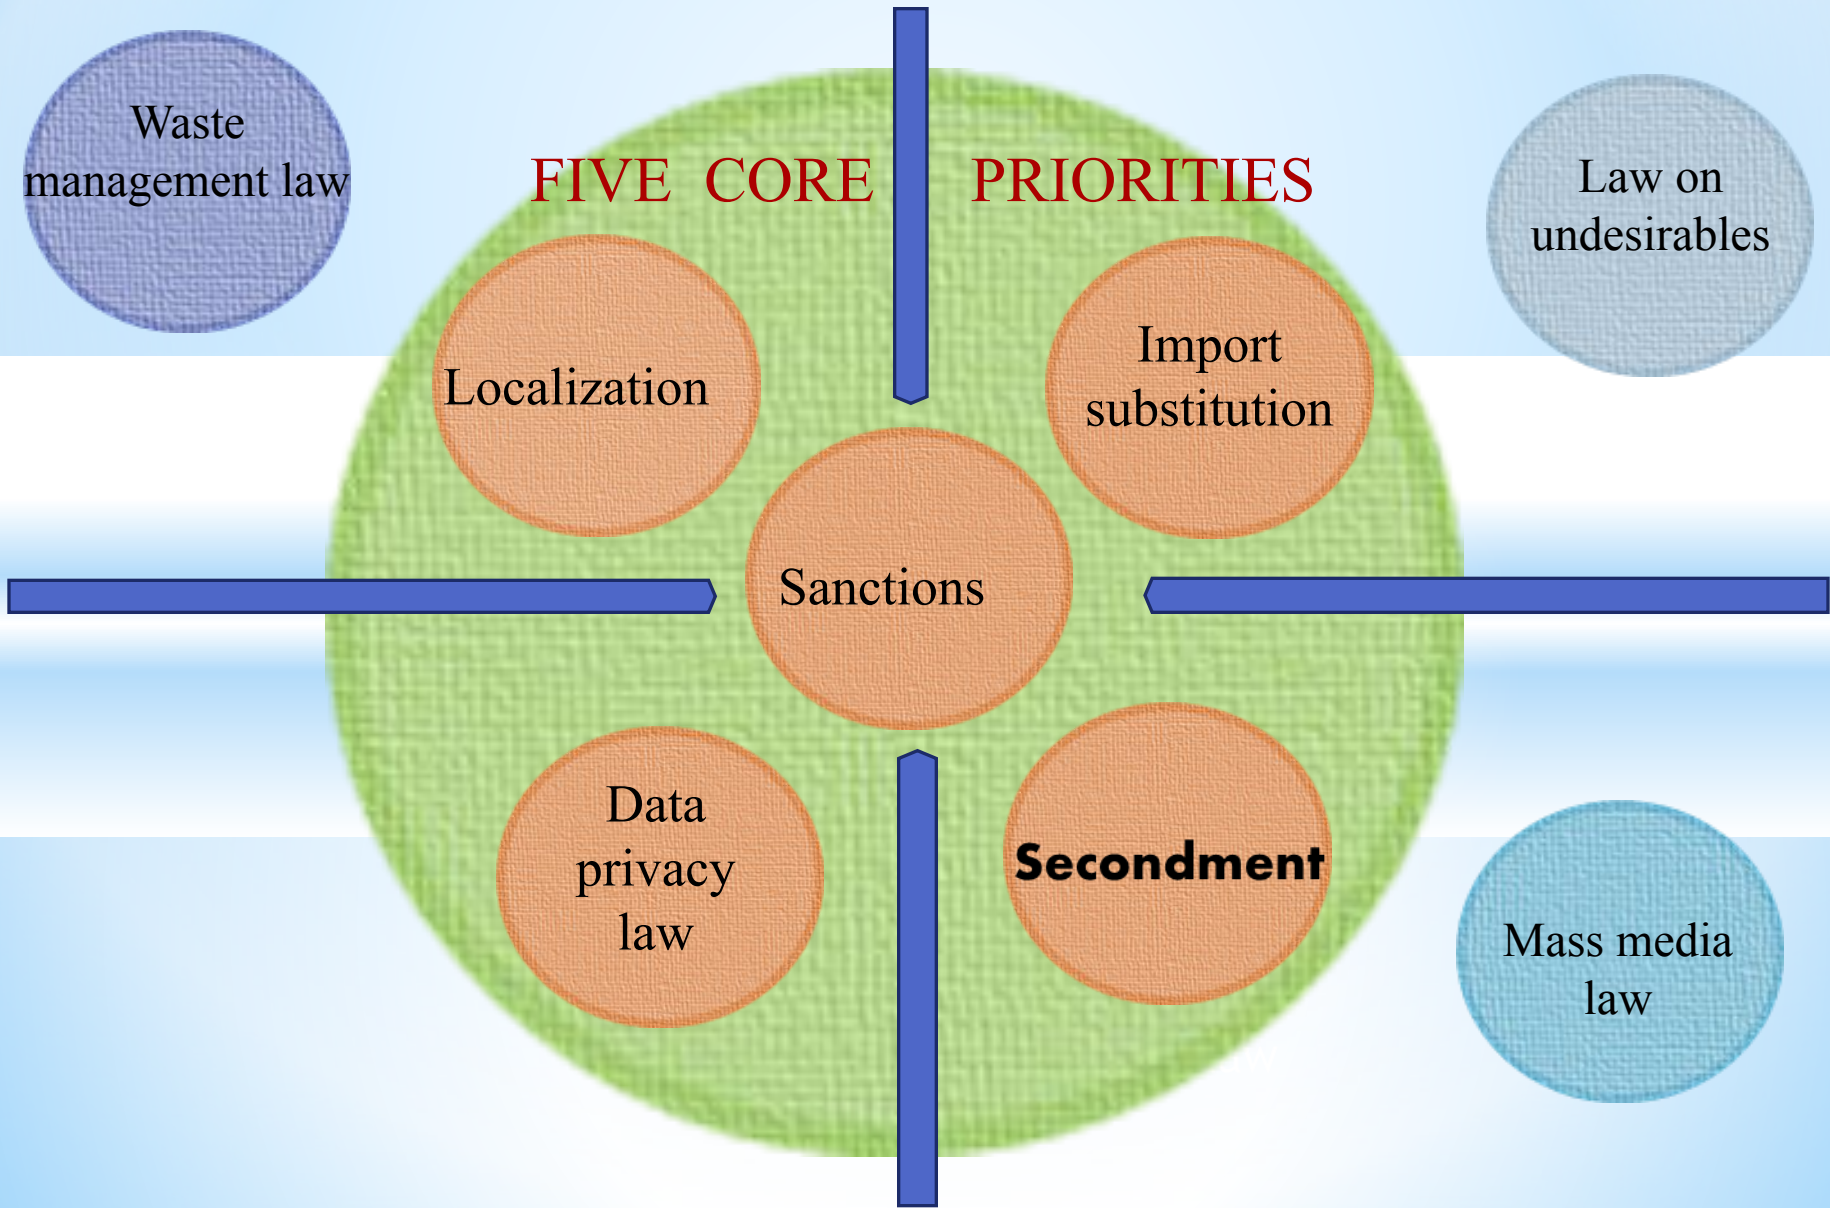 Waste
management law
FIVE CORE PRIORITIES
Law on
undesirables
Localization
Import
substitution
Sanctions
Data
privacy
law
Secondment
Mass media
law